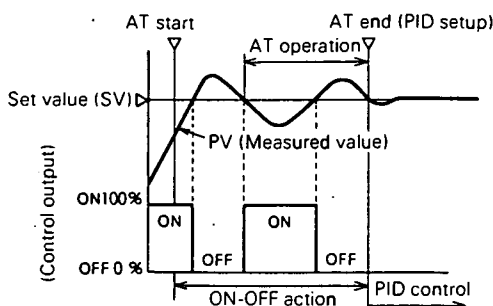 AT start
AT end (PID setup)
AT operation
Set value (SV)
PV (Measured value)
(Control output)
ON100%
ON
ON
OFF
OFF
OFF 0 %
ON-OFF action
PID control